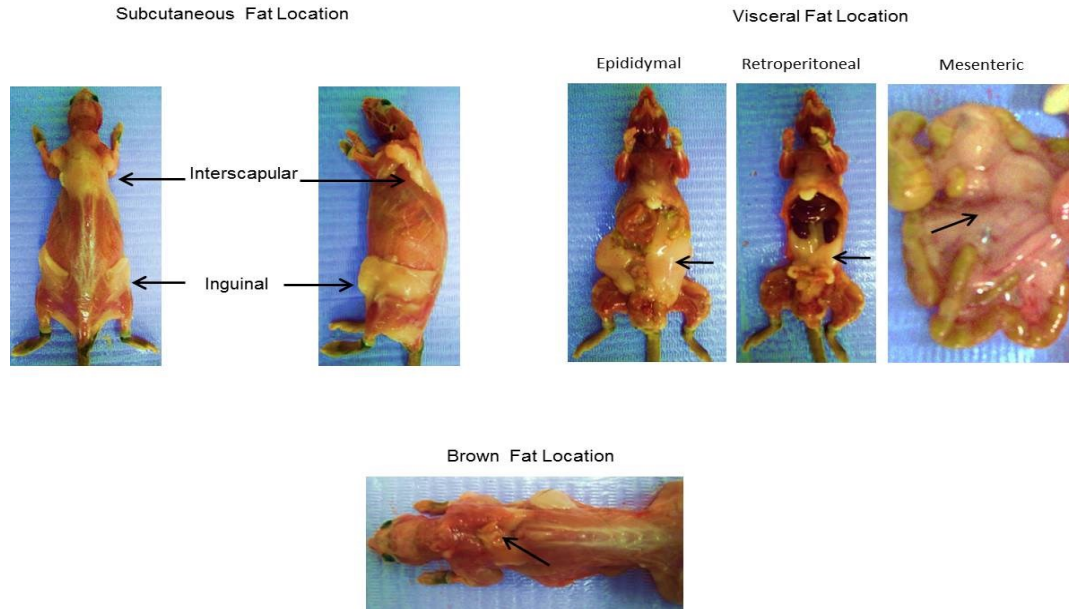 Subcutaneous Fat Location
Visceral Fat Location
Epididymal
Retroperitoneal
Mesenteric
Interscapular
Inguinal
Brown Fat Location